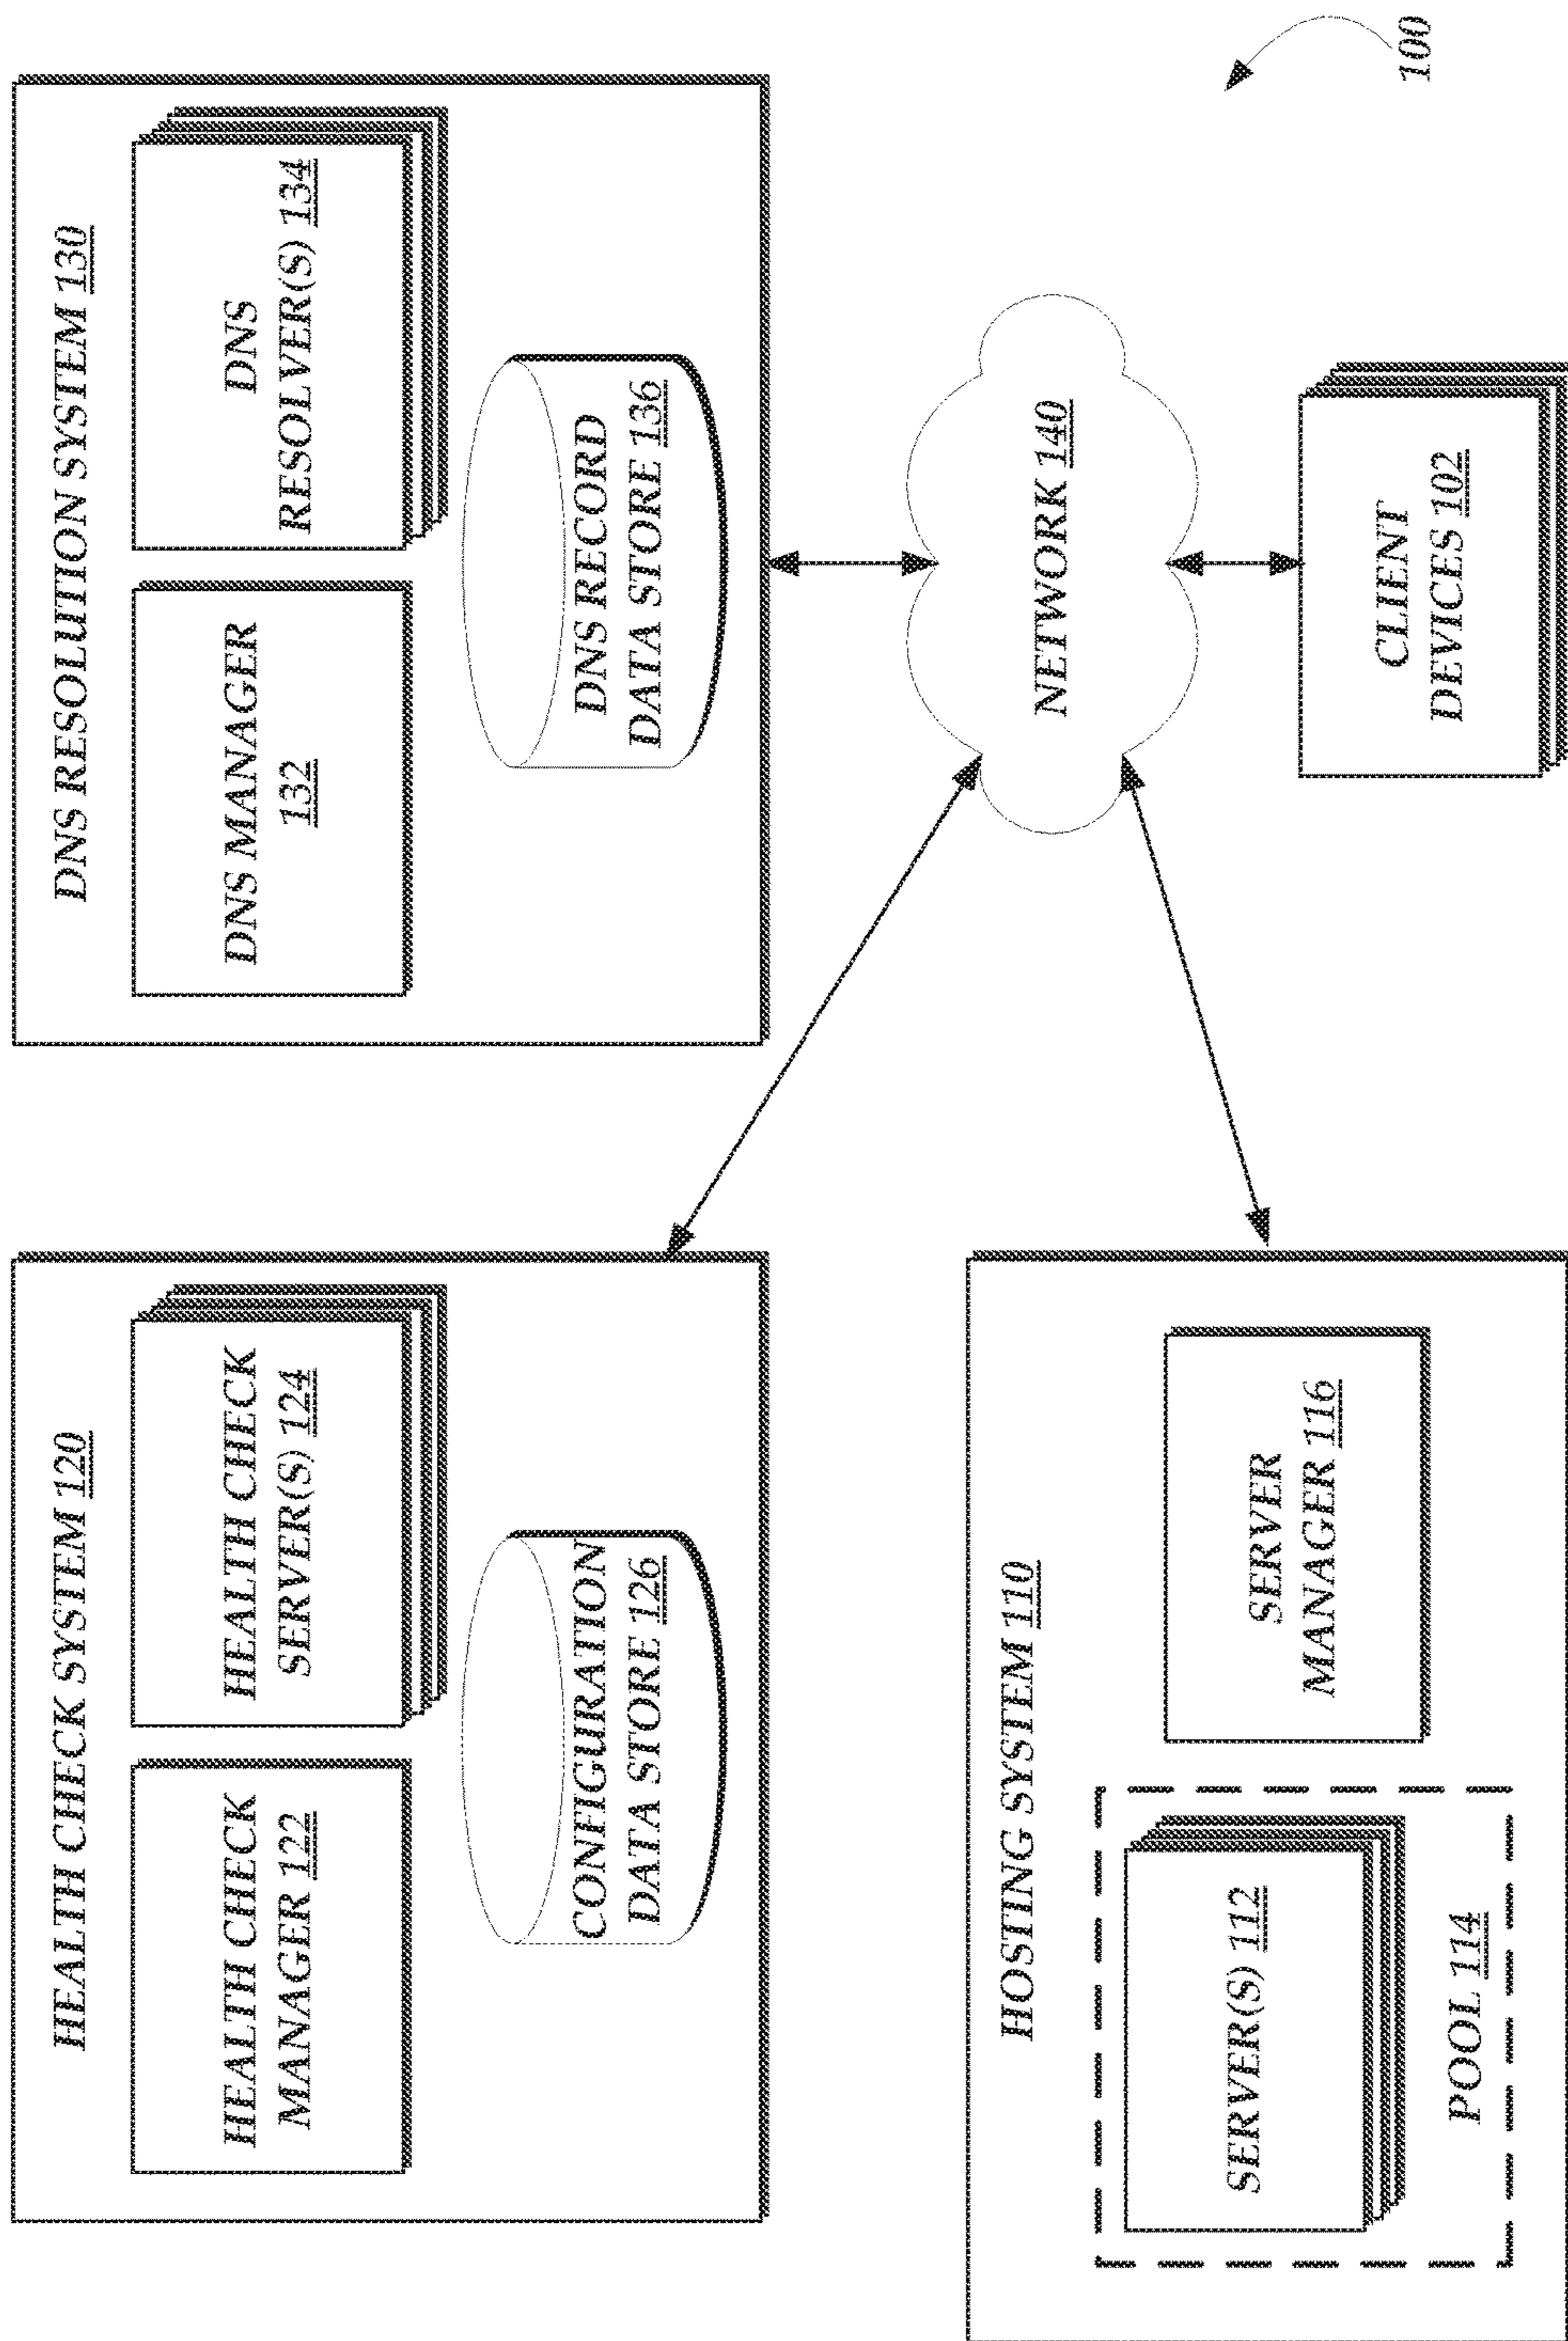 HEALTH CHECK SYSTEM 120
HEALTH CHECK
MANAGER 122
HEALTH CHECK
SERVER(S) 124
CONFIGURATION
DATA STORE 126
DNS RESOLUTION SYSTEM 130
DNS MANAGER
132
DNS
RESOLVER(S) 134
DNS RECORD
DATA STORE 136
NETWORK 140
HOSTING SYSTEM 110
SERVER(S) 112
POOL 114
SERVER
MANAGER 116
CLIENT
DEVICES 102
100